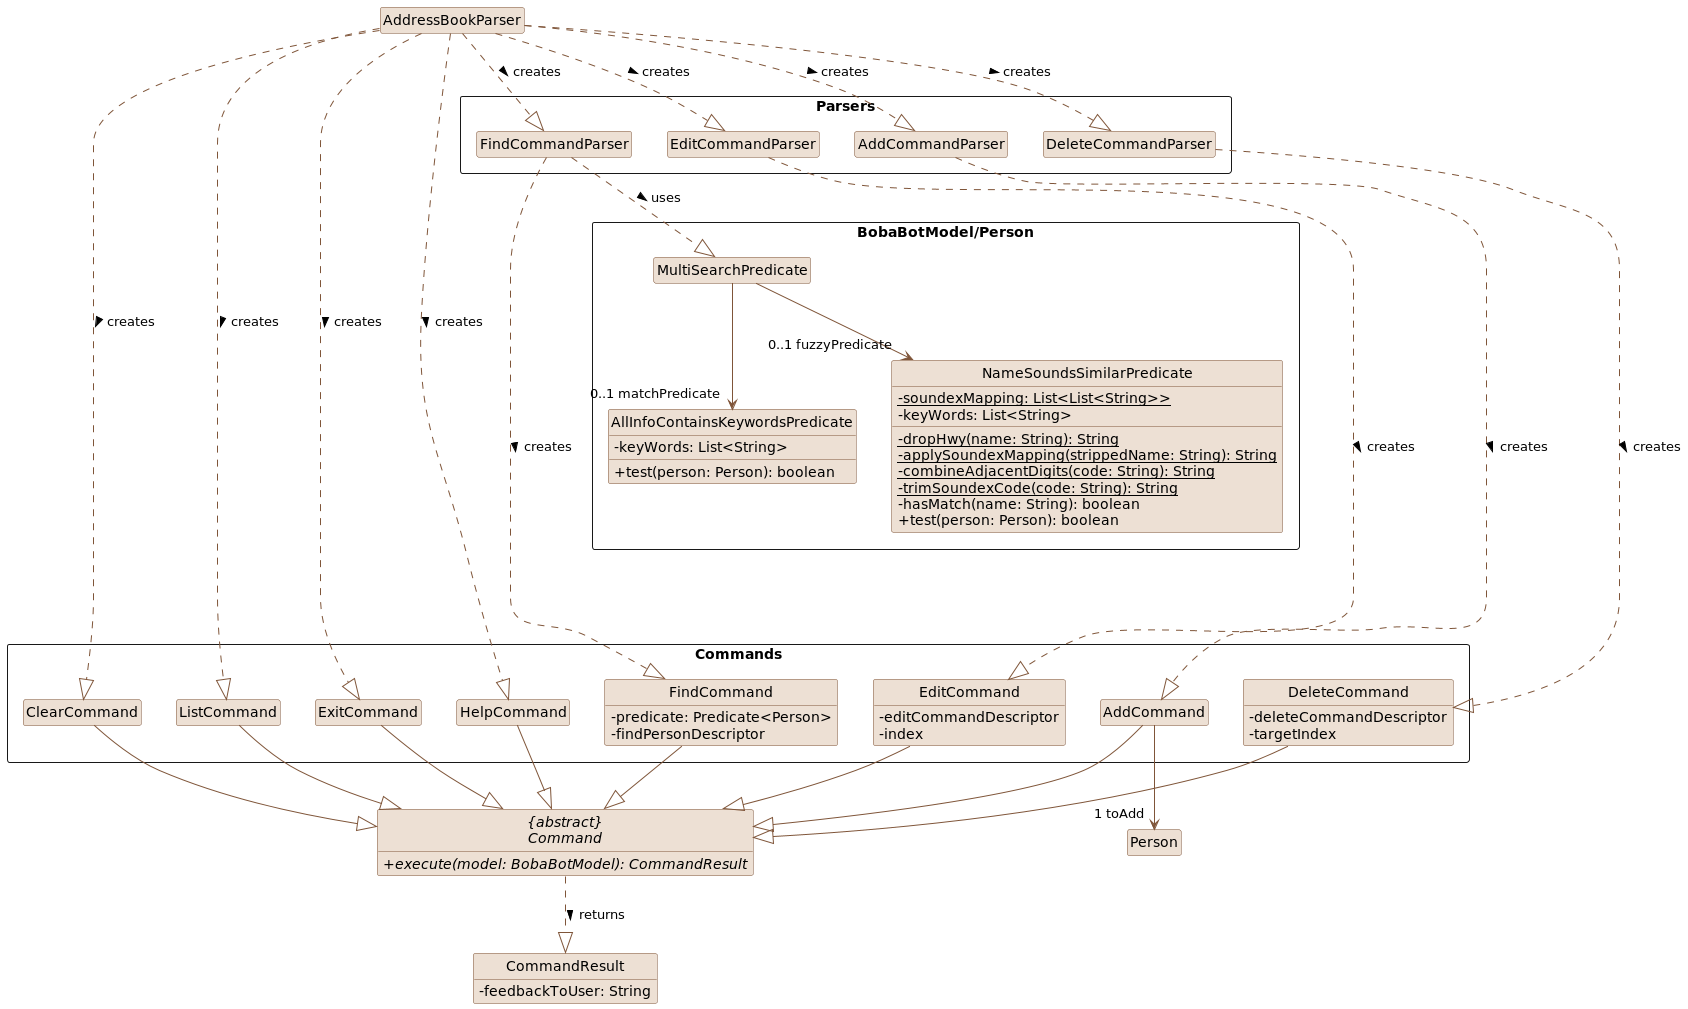 AddressBookParser
creates
creates
creates
creates
Parsers
FindCommandParser
EditCommandParser
AddCommandParser
DeleteCommandParser
uses
BobaBotModel/Person
MultiSearchPredicate
creates
creates
creates
creates
0..1 fuzzyPredicate
0..1 matchPredicate
NameSoundsSimilarPredicate
-soundexMapping: List<List<String>>
-keyWords: List<String>
-dropHwy(name: String): String
-applySoundexMapping(strippedName: String): String
-combineAdjacentDigits(code: String): String
-trimSoundexCode(code: String): String
-hasMatch(name: String): boolean
+test(person: Person): boolean
AllInfoContainsKeywordsPredicate
-keyWords: List<String>
+test(person: Person): boolean
creates
creates
creates
creates
Commands
ClearCommand
ListCommand
ExitCommand
HelpCommand
FindCommand
-predicate: Predicate<Person>
-findPersonDescriptor
EditCommand
-editCommandDescriptor
-index
AddCommand
DeleteCommand
-deleteCommandDescriptor
-targetIndex
{abstract}
Command
+execute(model: BobaBotModel): CommandResult
1 toAdd
Person
returns
CommandResult
-feedbackToUser: String